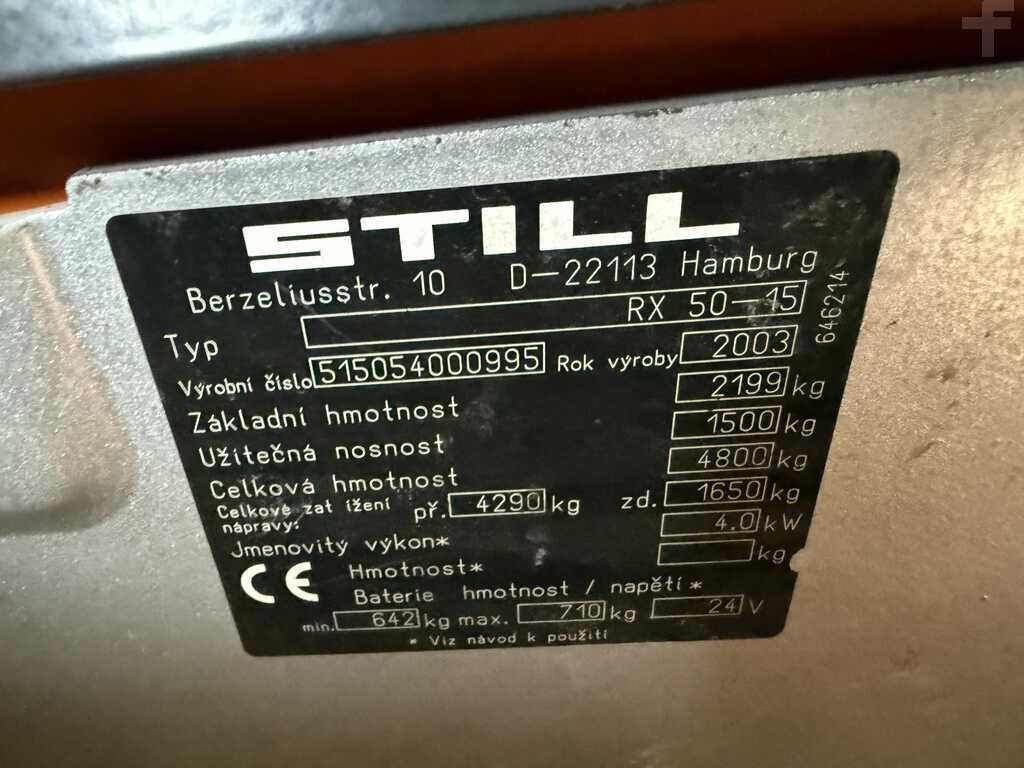 STILL
Berzeliusstr. 10 D-22113 Hamburg
Typ RX 50-15
Výrobní číslo 515054000995 Rok výroby 2003
Základní hmotnost 2199 kg
Užitečná nosnost 1500 kg
Celková hmotnost 4800 kg
Celkové zat ížení nápravy: př. 4290 kg zd. 1650 kg
Jmenovitý výkon* 4.0 kW
Hmotnost* kg
Baterie hmotnost / napětí *
min. 642 kg max. 710 kg 24 V
* Viz návod k použití
CE
646214
f